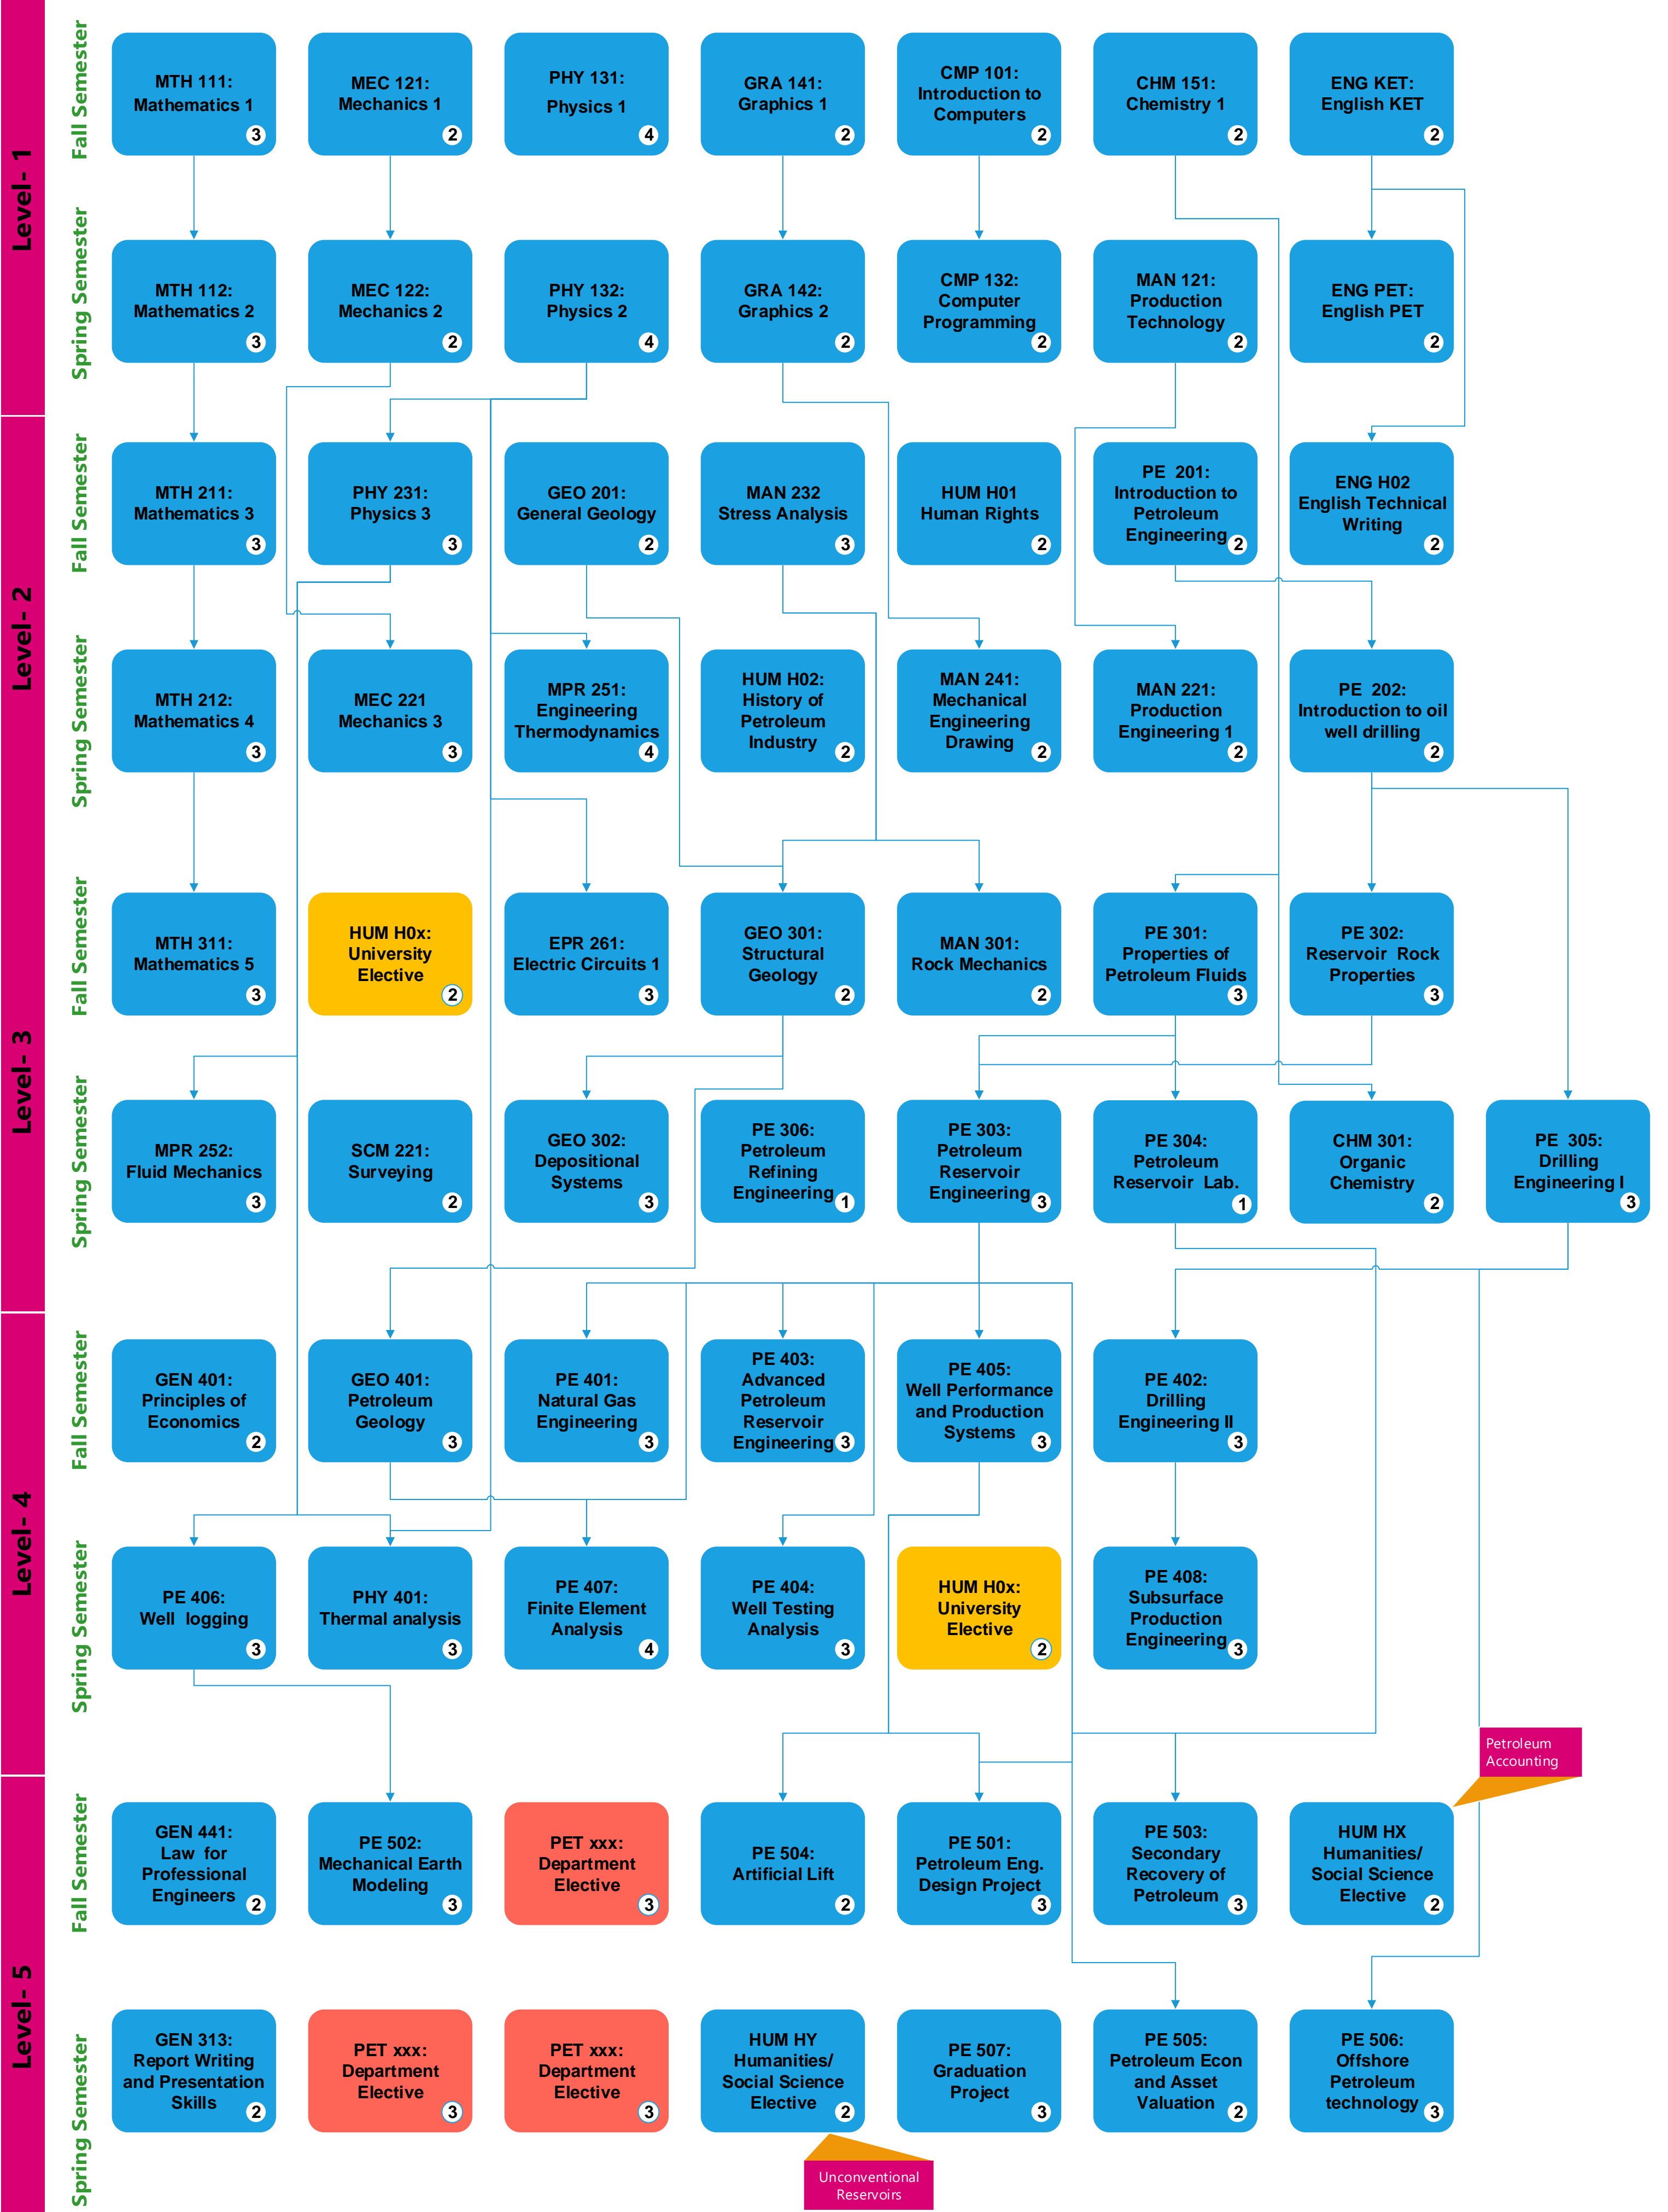 Level- 1
Fall Semester
MTH 111:
Mathematics 1
3
MEC 121:
Mechanics 1
2
PHY 131:
Physics 1
4
GRA 141:
Graphics 1
2
CMP 101:
Introduction to
Computers
2
CHM 151:
Chemistry 1
2
ENG KET:
English KET
2
Spring Semester
MTH 112:
Mathematics 2
3
MEC 122:
Mechanics 2
2
PHY 132:
Physics 2
4
GRA 142:
Graphics 2
2
CMP 132:
Computer
Programming
2
MAN 121:
Production
Technology
2
ENG PET:
English PET
2
Level- 2
Fall Semester
MTH 211:
Mathematics 3
3
PHY 231:
Physics 3
3
GEO 201:
General Geology
2
MAN 232
Stress Analysis
3
HUM H01
Human Rights
2
PE 201:
Introduction to
Petroleum
Engineering
2
ENG H02
English Technical
Writing
2
Spring Semester
MTH 212:
Mathematics 4
3
MEC 221
Mechanics 3
3
MPR 251:
Engineering
Thermodynamics
4
HUM H02:
History of
Petroleum
Industry
2
MAN 241:
Mechanical
Engineering
Drawing
2
MAN 221:
Production
Engineering 1
2
PE 202:
Introduction to oil
well drilling
2
Level- 3
Fall Semester
MTH 311:
Mathematics 5
3
HUM H0x:
University
Elective
2
EPR 261:
Electric Circuits 1
3
GEO 301:
Structural
Geology
2
MAN 301:
Rock Mechanics
2
PE 301:
Properties of
Petroleum Fluids
3
PE 302:
Reservoir Rock
Properties
3
Spring Semester
MPR 252:
Fluid Mechanics
3
SCM 221:
Surveying
2
GEO 302:
Depositional
Systems
3
PE 306:
Petroleum
Refining
Engineering
1
PE 303:
Petroleum
Reservoir
Engineering
3
PE 304:
Petroleum
Reservoir Lab.
1
CHM 301:
Organic
Chemistry
2
PE 305:
Drilling
Engineering I
3
Level- 4
Fall Semester
GEN 401:
Principles of
Economics
2
GEO 401:
Petroleum
Geology
3
PE 401:
Natural Gas
Engineering
3
PE 403:
Advanced
Petroleum
Reservoir
Engineering
3
PE 405:
Well Performance
and Production
Systems
3
PE 402:
Drilling
Engineering II
3
Spring Semester
PE 406:
Well logging
3
PHY 401:
Thermal analysis
3
PE 407:
Finite Element
Analysis
4
PE 404:
Well Testing
Analysis
3
HUM H0x:
University
Elective
2
PE 408:
Subsurface
Production
Engineering
3
Petroleum
Accounting
Level- 5
Fall Semester
GEN 441:
Law for
Professional
Engineers
2
PE 502:
Mechanical Earth
Modeling
3
PET xxx:
Department
Elective
3
PE 504:
Artificial Lift
2
PE 501:
Petroleum Eng.
Design Project
3
PE 503:
Secondary
Recovery of
Petroleum
3
HUM HX
Humanities/
Social Science
Elective
2
Spring Semester
GEN 313:
Report Writing
and Presentation
Skills
2
PET xxx:
Department
Elective
3
PET xxx:
Department
Elective
3
HUM HY
Humanities/
Social Science
Elective
2
PE 507:
Graduation
Project
3
PE 505:
Petroleum Econ
and Asset
Valuation
2
PE 506:
Offshore
Petroleum
technology
3
Unconventional
Reservoirs